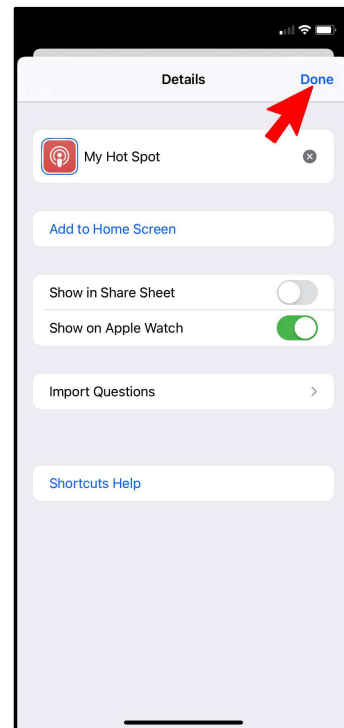 Details
Done
My Hot Spot
Add to Home Screen
Show in Share Sheet
Show on Apple Watch
Import Questions
Shortcuts Help